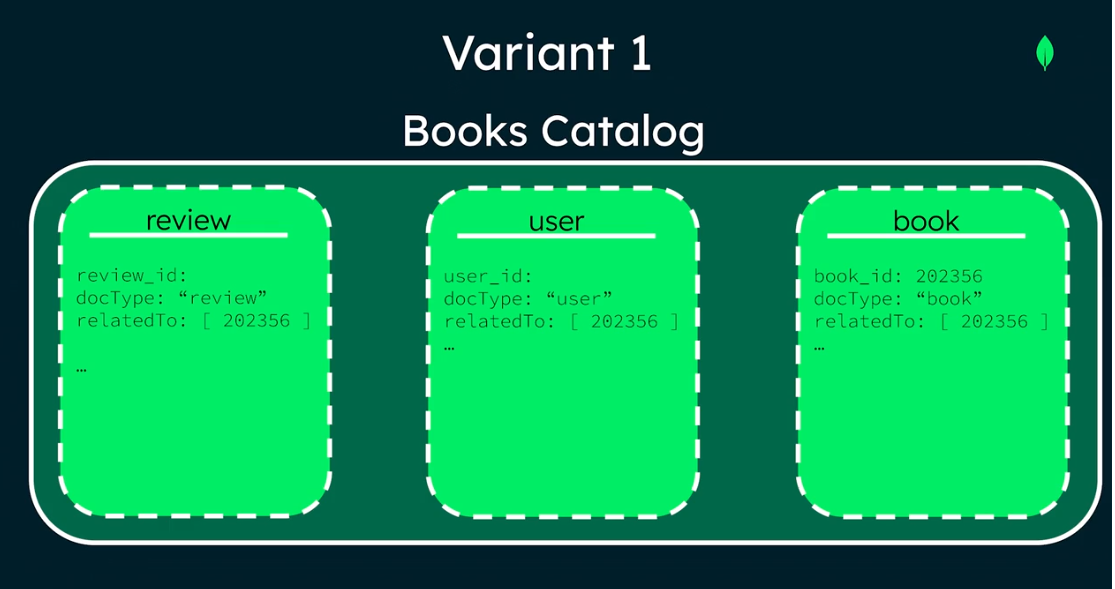 Variant 1
Books Catalog
review
review_id:
docType: “review”
relatedTo: [ 202356 ]
…
user
user_id:
docType: “user”
relatedTo: [ 202356 ]
…
book
book_id: 202356
docType: “book”
relatedTo: [ 202356 ]
…